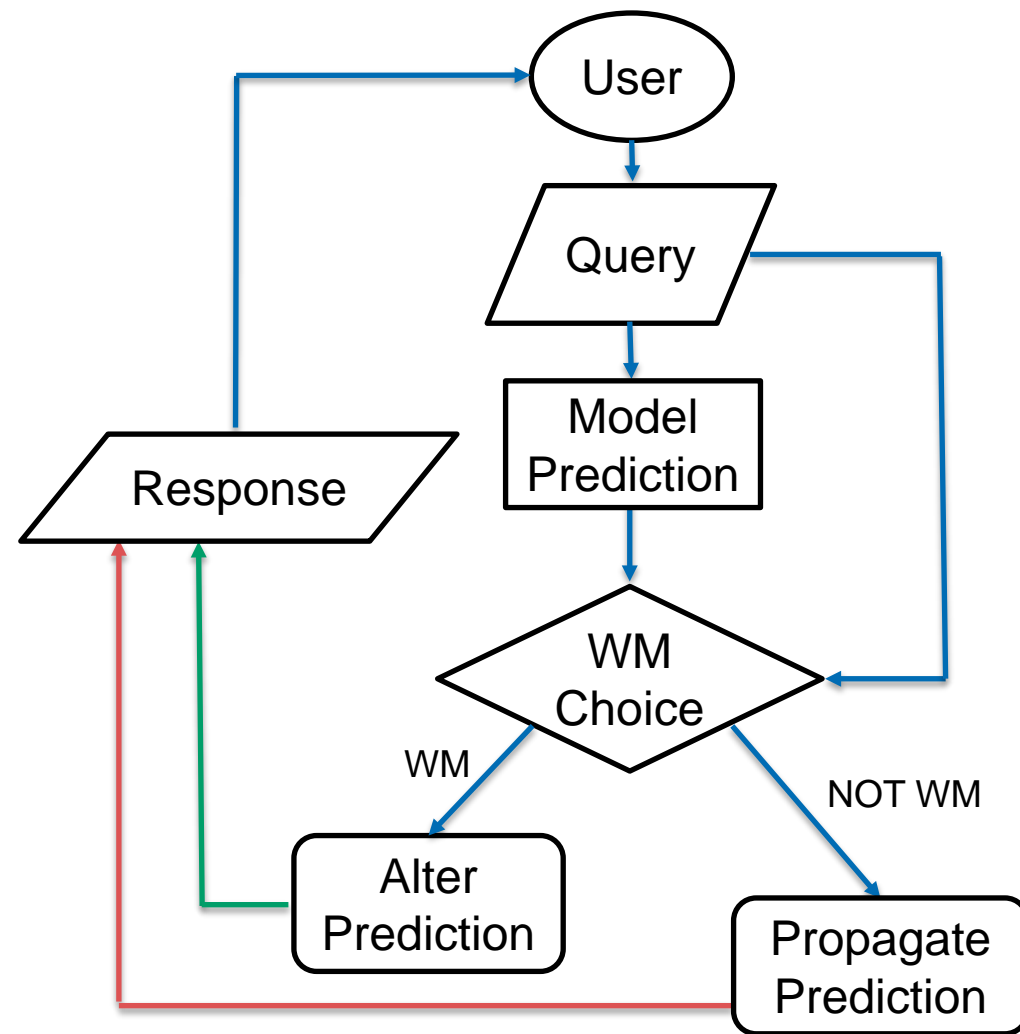 User
Query
Model
Prediction
Response
WM
Choice
WM
NOT WM
Alter
Prediction
Propagate
Prediction